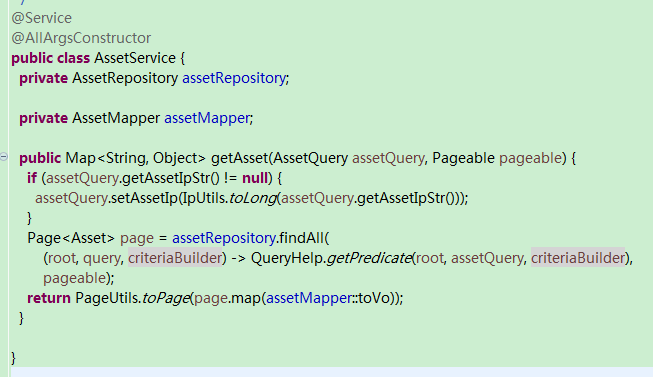 @Service
@AllArgsConstructor
public class AssetService {
private AssetRepository assetRepository;
private AssetMapper assetMapper;
public Map<String, Object> getAsset(AssetQuery assetQuery, Pageable pageable) {
if (assetQuery.getAssetIpStr() != null) {
assetQuery.setAssetIp(IpUtils.toLong(assetQuery.getAssetIpStr()));
}
Page<Asset> page = assetRepository.findAll(
(root, query, criteriaBuilder) -> QueryHelp.getPredicate(root, assetQuery, criteriaBuilder),
pageable);
return PageUtils.toPage(page.map(assetMapper::toVo));
}
}